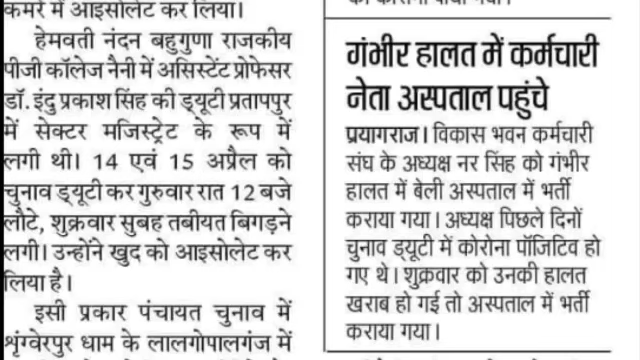 कमरे में आइसोलेट कर लिया।
हेमवती नंदन बहुगुणा राजकीय
पीजी कॉलेज नैनी में असिस्टेंट प्रोफेसर
डॉ. इंदु प्रकाश सिंह की ड्यूटी प्रतापपुर
में सेक्टर मजिस्ट्रेट के रूप में
लगी थी। 14 एवं 15 अप्रैल को
चुनाव ड्यूटी कर गुरुवार रात 12 बजे
लौटे, शुक्रवार सुबह तबीयत बिगड़ने
लगी। उन्होंने खुद को आइसोलेट कर
लिया है।
इसी प्रकार पंचायत चुनाव में
श्रृंग्वेरपुर धाम के लालगोपालगंज में
गंभीर हालत में कर्मचारी
नेता अस्पताल पहुंचे
प्रयागराज। विकास भवन कर्मचारी
संघ के अध्यक्ष नर सिंह को गंभीर
हालत में बेली अस्पताल में भर्ती
कराया गया। अध्यक्ष पिछले दिनों
चुनाव ड्यूटी में कोरोना पॉजिटिव हो
गए थे। शुक्रवार को उनकी हालत
खराब हो गई तो अस्पताल में भर्ती
कराया गया।